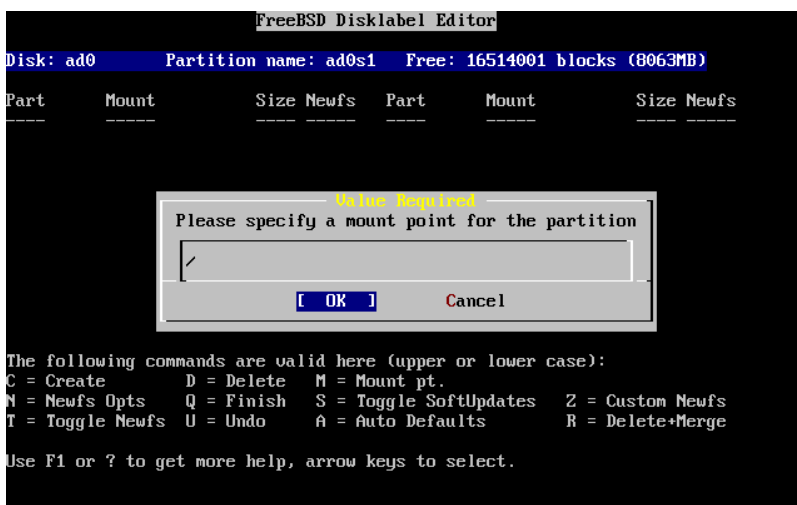 FreeBSD Disklabel Editor
Disk: ad0 Partition name: ad0s1 Free: 16514001 blocks (8063MB)
Part Mount Size Newfs Part Mount Size Newfs
---- ----- ---- ----- ---- ----- ---- -----
Value Required
Please specify a mount point for the partition
/
[ OK ] Cancel
The following commands are valid here (upper or lower case):
C = Create D = Delete M = Mount pt.
N = Newfs Opts Q = Finish S = Toggle SoftUpdates Z = Custom Newfs
T = Toggle Newfs U = Undo A = Auto Defaults R = Delete+Merge
Use F1 or ? to get more help, arrow keys to select.